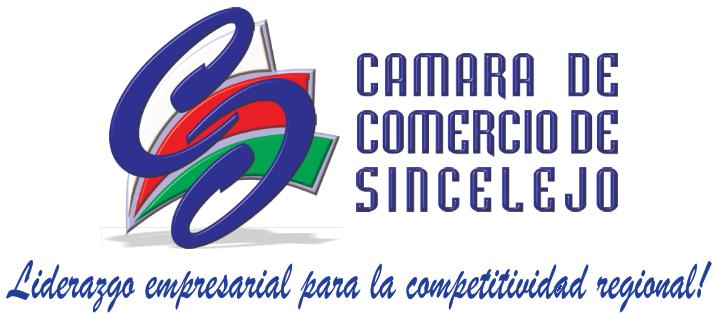 CAMARA DE
COMERCIO DE
SINCELEJO
Liderazgo empresarial para la competitividad regional!